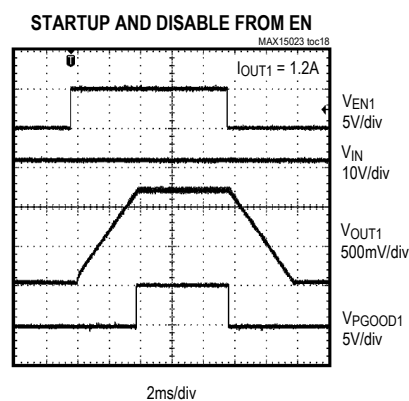 STARTUP AND DISABLE FROM EN
MAX15023 toc18
IOUT1 = 1.2A
VEN1
5V/div
VIN
10V/div
VOUT1
500mV/div
VPGOOD1
5V/div
2ms/div